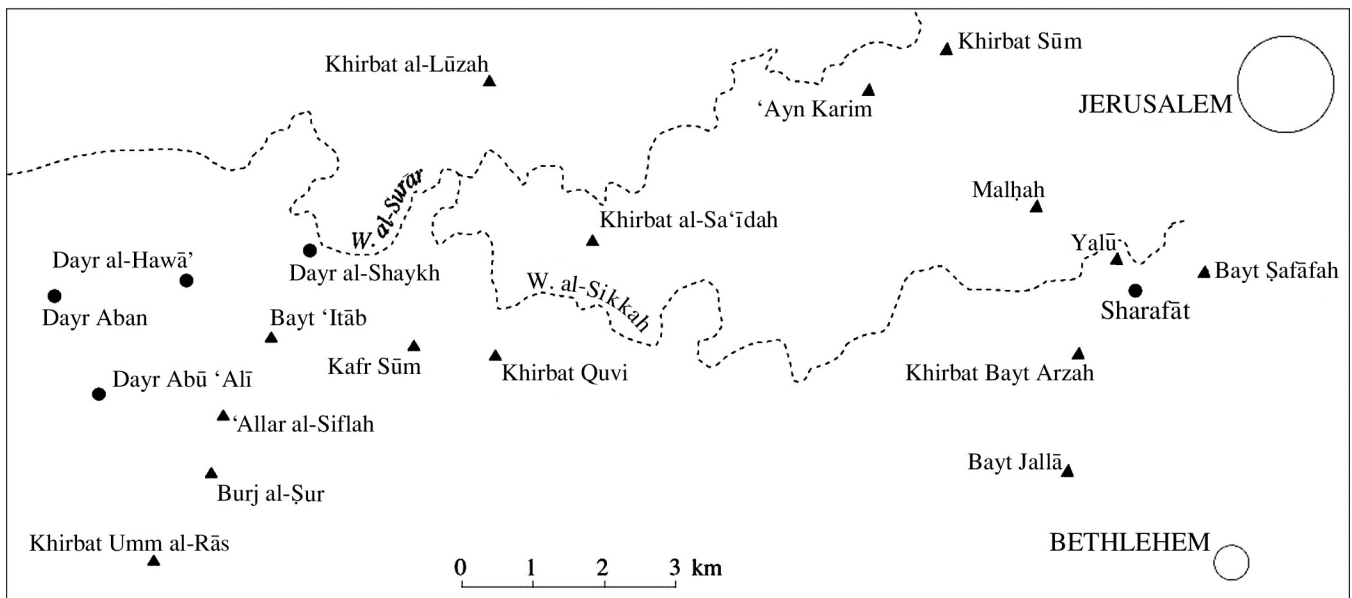 Khirbat Sūm
Khirbat al-Lūzah
‘Ayn Karim
JERUSALEM
W. al-Surār
Malḥah
Khirbat al-Sa‘īdah
Yalū
Dayr al-Hawā’
Dayr al-Shaykh
Bayt Ṣafāfah
W. al-Sikkah
Dayr Aban
Bayt ‘Itāb
Sharafāt
Kafr Sūm
Khirbat Quvi
Khirbat Bayt Arzah
Dayr Abū ‘Alī
‘Allar al-Siflah
Bayt Jallā
Burj al-Ṣur
Khirbat Umm al-Rās
BETHLEHEM
0 1 2 3 km